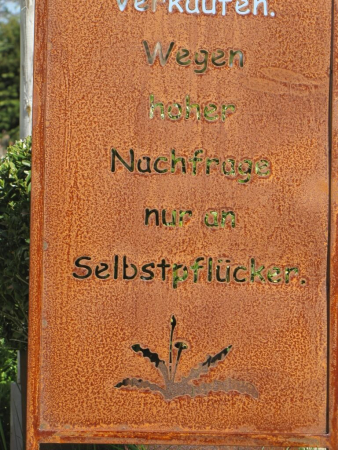 verkaufen.
Wegen
hoher
Nachfrage
nur an
Selbstpflücker.